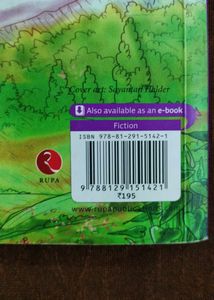 Cover art: Sayantan Halder
Also available as an e-book
Fiction
ISBN 978-81-291-5142-1
9 788129 151421
₹195
RUPA
www.rupapublications